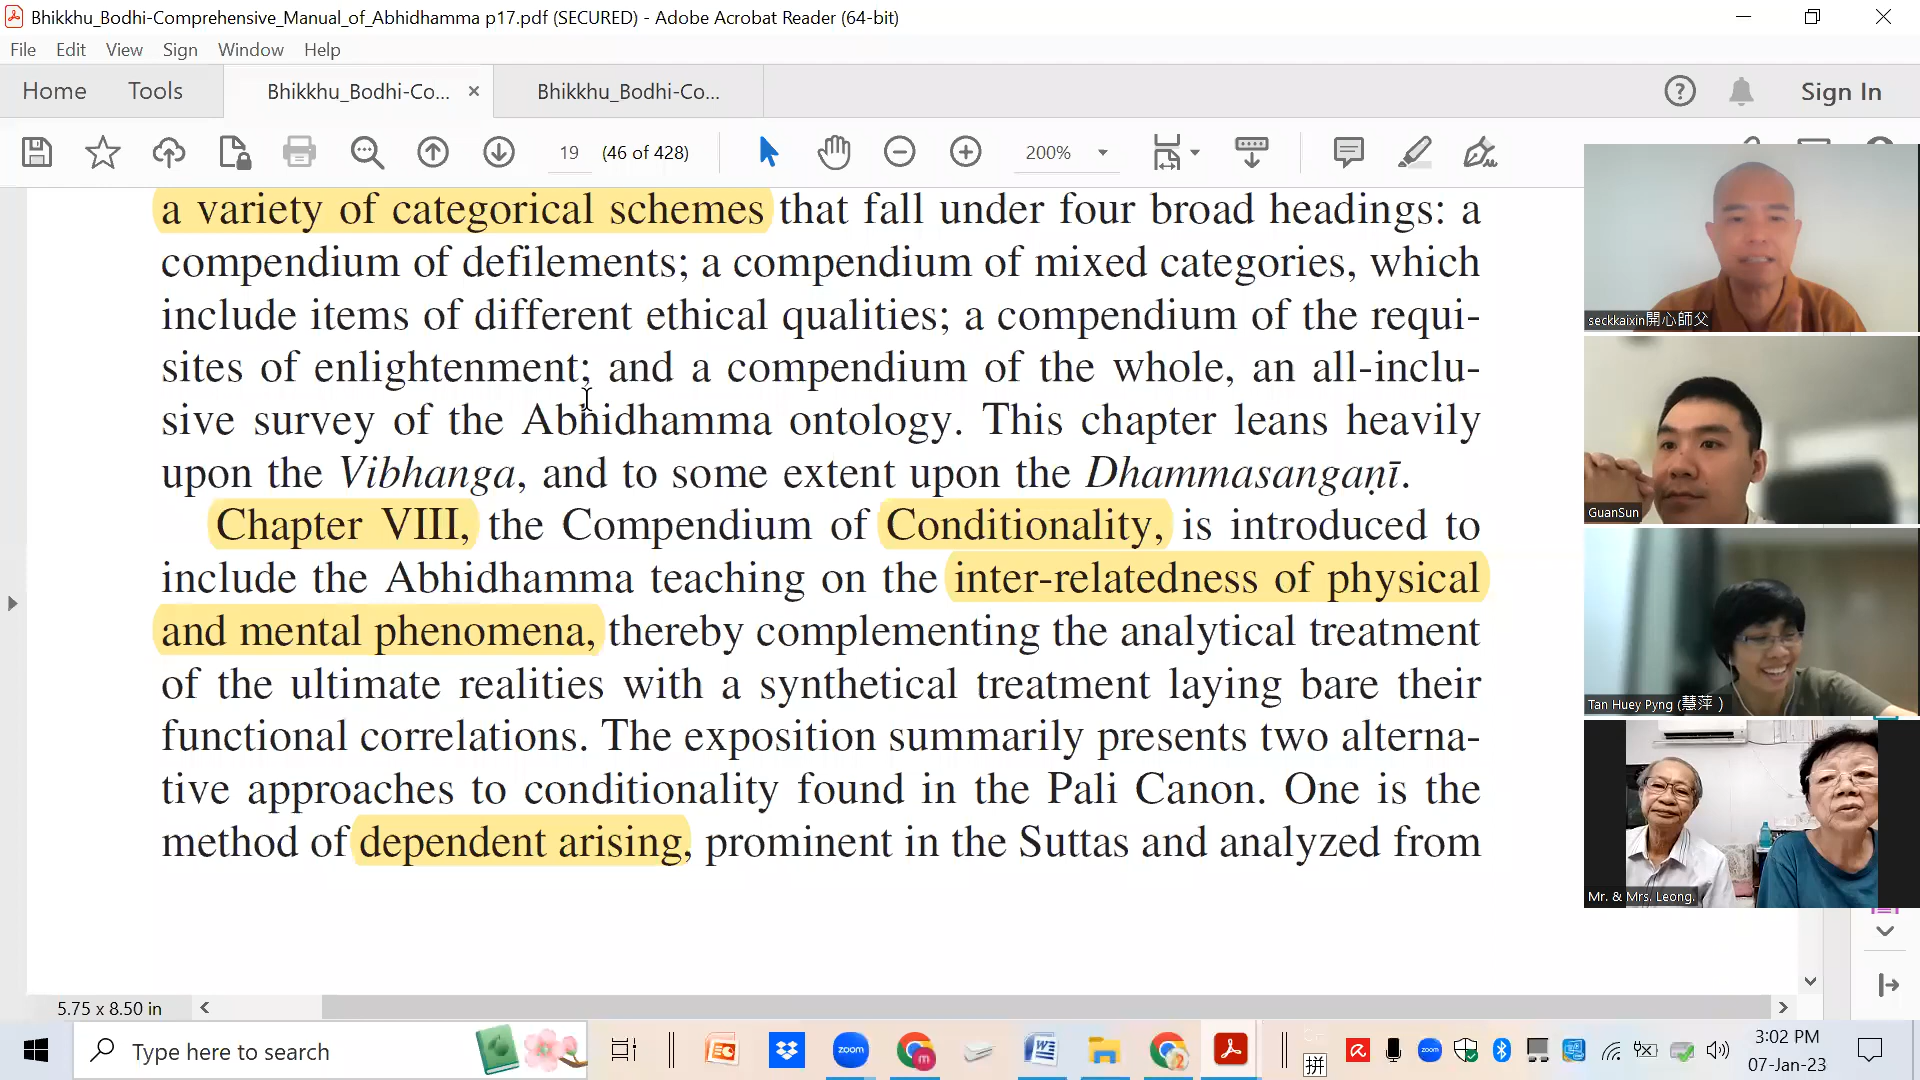 Bhikkhu_Bodhi-Comprehensive_Manual_of_Abhidhamma p17.pdf (SECURED) - Adobe Acrobat Reader (64-bit)
File Edit View Sign Window Help
Home Tools Bhikkhu_Bodhi-Co... × Bhikkhu_Bodhi-Co... Sign In
19 (46 of 428) 200%
a variety of categorical schemes that fall under four broad headings: a
compendium of defilements; a compendium of mixed categories, which
include items of different ethical qualities; a compendium of the requi-
sites of enlightenment; and a compendium of the whole, an all-inclu-
sive survey of the Abhidhamma ontology. This chapter leans heavily
upon the Vibhanga, and to some extent upon the Dhammasangaṇī.
Chapter VIII, the Compendium of Conditionality, is introduced to
include the Abhidhamma teaching on the inter-relatedness of physical
and mental phenomena, thereby complementing the analytical treatment
of the ultimate realities with a synthetical treatment laying bare their
functional correlations. The exposition summarily presents two alterna-
tive approaches to conditionality found in the Pali Canon. One is the
method of dependent arising, prominent in the Suttas and analyzed from
seckkaixin開心師父
GuanSun
Tan Huey Pyng (慧萍)
Mr. & Mrs. Leong.
5.75 x 8.50 in
Type here to search
zoom
zoom
拼
3:02 PM
07-Jan-23